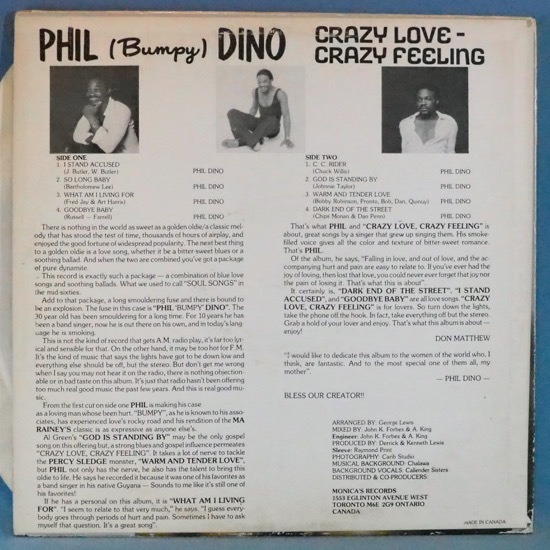 PHIL (Bumpy) DINO
CRAZY LOVE -
CRAZY FEELING
SIDE ONE
1. I STAND ACCUSED
(J. Butler, W. Butler) PHIL DINO
2. SO LONG BABY
(Bartholomew Lee) PHIL DINO
3. WHAT AM I LIVING FOR
(Fred Jay & Art Harris) PHIL DINO
4. GOODBYE BABY
(Russell — Farrell) PHIL DINO
There is nothing in the world as sweet as a golden oldie/a classic mel-
ody that has stood the test of time, thousands of hours of airplay, and
enjoyed the good fortune of widespread popularity. The next best thing
to a golden oldie is a love song, whether it be a bitter-sweet blues or a
soothing ballad. And when the two are combined you've got a package
of pure dynamite.
This record is exactly such a package — a combination of blue love
songs and soothing ballads. What we used to call "SOUL SONGS" in
the mid-sixties.
Add to that package, a long smouldering fuse and there is bound to
be an explosion. The fuse in this case is "PHIL 'BUMPY' DINO". The
30 year old has been smouldering for a long time. For 10 years he has
been a band singer, now he is out there on his own, and in today's lang
uage he is smoking.
This is not the kind of record that gets A.M. radio play, it's far too lyr-
ical and sensible for that. On the other hand, it may be too hot for F.M.
It's the kind of music that says the lights have got to be down low and
everything else should be off, but the stereo. But don't get me wrong
when I say you may not hear it on the radio, there is nothing objection-
able or in bad taste on this album. It's just that radio hasn't been offering
too much real good music these past few years. And this is real good mu-
sic.
From the first cut on side one PHIL is making his case
as a loving man whose been hurt. "BUMPY", as he is known to his asso-
ciates, has experienced love's rocky road and his rendition of the MA
RAINEY'S classic is as expressive as anyone else's.
Al Green's "GOD IS STANDING BY" may be the only gospel
song on this offering but, a strong blues and gospel influence permeates
"CRAZY LOVE, CRAZY FEELING". It takes a lot of nerve to tackle
the PERCY SLEDGE monster, "WARM AND TENDER LOVE",
but PHIL not only has the nerve, he also has the talent to bring this
oldie to life. He says he recorded it because it was one of his favorites as
a band singer in his native Guyana — Sounds to me like it's still one of
his favorites!
If he has a personal on this album, it is "WHAT AM I LIVING
FOR". "I seem to relate to that very much," he says. "I guess every-
body goes through periods of hurt and pain. Sometimes I have to ask
myself that question. It's a great song".
SIDE TWO
1. C. C. RIDER
(Chuck Willis) PHIL DINO
2. GOD IS STANDING BY
(Johnnie Taylor) PHIL DINO
3. WARM AND TENDER LOVE
(Bobby Robinson, Pronto, Bob, Dan, Quincy) PHIL DINO
4. DARK END OF THE STREET
(Chips Monan & Dan Penn) PHIL DINO
That's what PHIL and "CRAZY LOVE, CRAZY FEELING" is
about, great songs by a singer that grew up singing them. His smoke-
filled voice gives all the color and texture of bitter-sweet romance.
That's PHIL.
Of the album, he says, "Falling in love, and out of love, and the ac-
companying hurt and pain are easy to relate to. If you've ever had the
joy of loving, then lost that love, you could never ever forget that joy nor
the pain of losing it. That's what this is about".
It certainly is, "DARK END OF THE STREET", "I STAND
ACCUSED", and "GOODBYE BABY" are all love songs. "CRAZY
LOVE, CRAZY FEELING" is for lovers. So turn down the lights,
take the phone off the hook. In fact, take everything off but the stereo.
Grab a hold of your lover and enjoy. That's what this album is about —
enjoy!
DON MATTHEW
"I would like to dedicate this album to the women of the world who, I
think, are fantastic. And to the most special one of them all, my
mother".
— PHIL DINO —
BLESS OUR CREATOR!!
ARRANGED BY: George Lewis
MIXED BY: John K. Forbes & A. King
Engineer: John K. Forbes & A. King
PRODUCED BY: Derrick & Kenneth Lewis
Sleeve: Raymond Print
PHOTOGRAPHY: Carib Studio
MUSICAL BACKGROUND: Chalawa
BACKGROUND VOCALS: Calender Sisters
DISTRIBUTED & CO-PRODUCERS:
MONICA'S RECORDS
1553 EGLINTON AVENUE WEST
TORONTO M6E 2G9 ONTARIO
CANADA
MADE IN CANADA